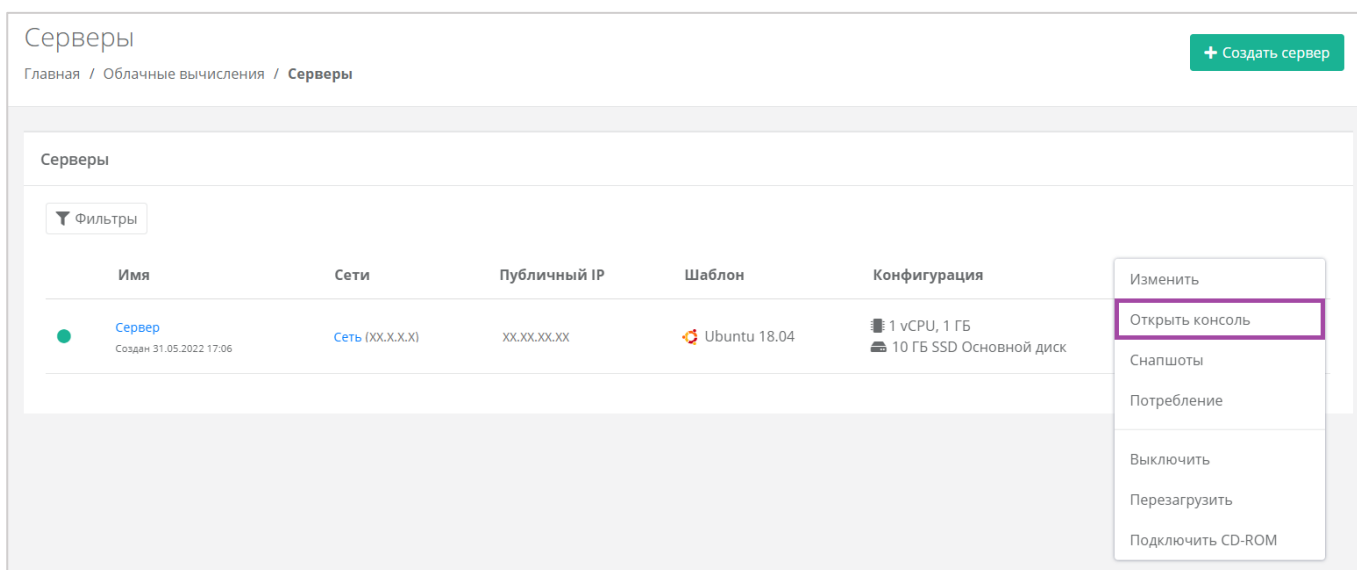 Серверы
+ Создать сервер
Главная / Облачные вычисления / Серверы
Серверы
Фильтры
Имя Сети Публичный IP Шаблон Конфигурация
Сервер
Создан 31.05.2022 17:06
Сеть (XX.X.X.X)
XX.XX.XX.XX
Ubuntu 18.04
1 vCPU, 1 ГБ
10 ГБ SSD Основной диск
Изменить
Открыть консоль
Снапшоты
Потребление
Выключить
Перезагрузить
Подключить CD-ROM